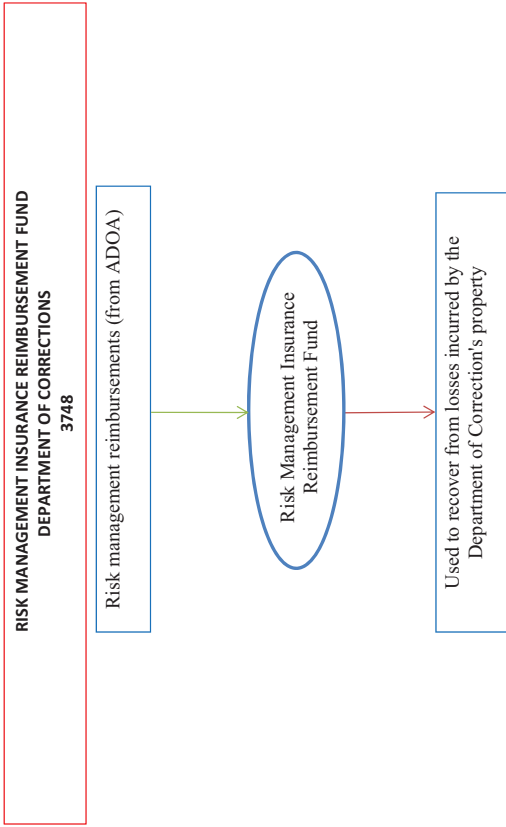 RISK MANAGEMENT INSURANCE REIMBURSEMENT FUND
DEPARTMENT OF CORRECTIONS
3748
Risk management reimbursements (from ADOA)
Risk Management Insurance
Reimbursement Fund
Used to recover from losses incurred by the
Department of Correction's property